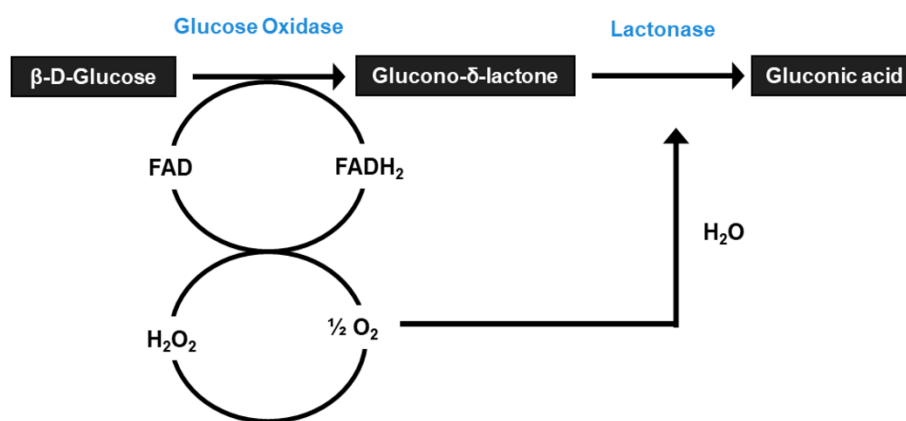 Glucose Oxidase
Lactonase
β-D-Glucose
Glucono-δ-lactone
Gluconic acid
FAD
FADH₂
H₂O
H₂O₂
½ O₂